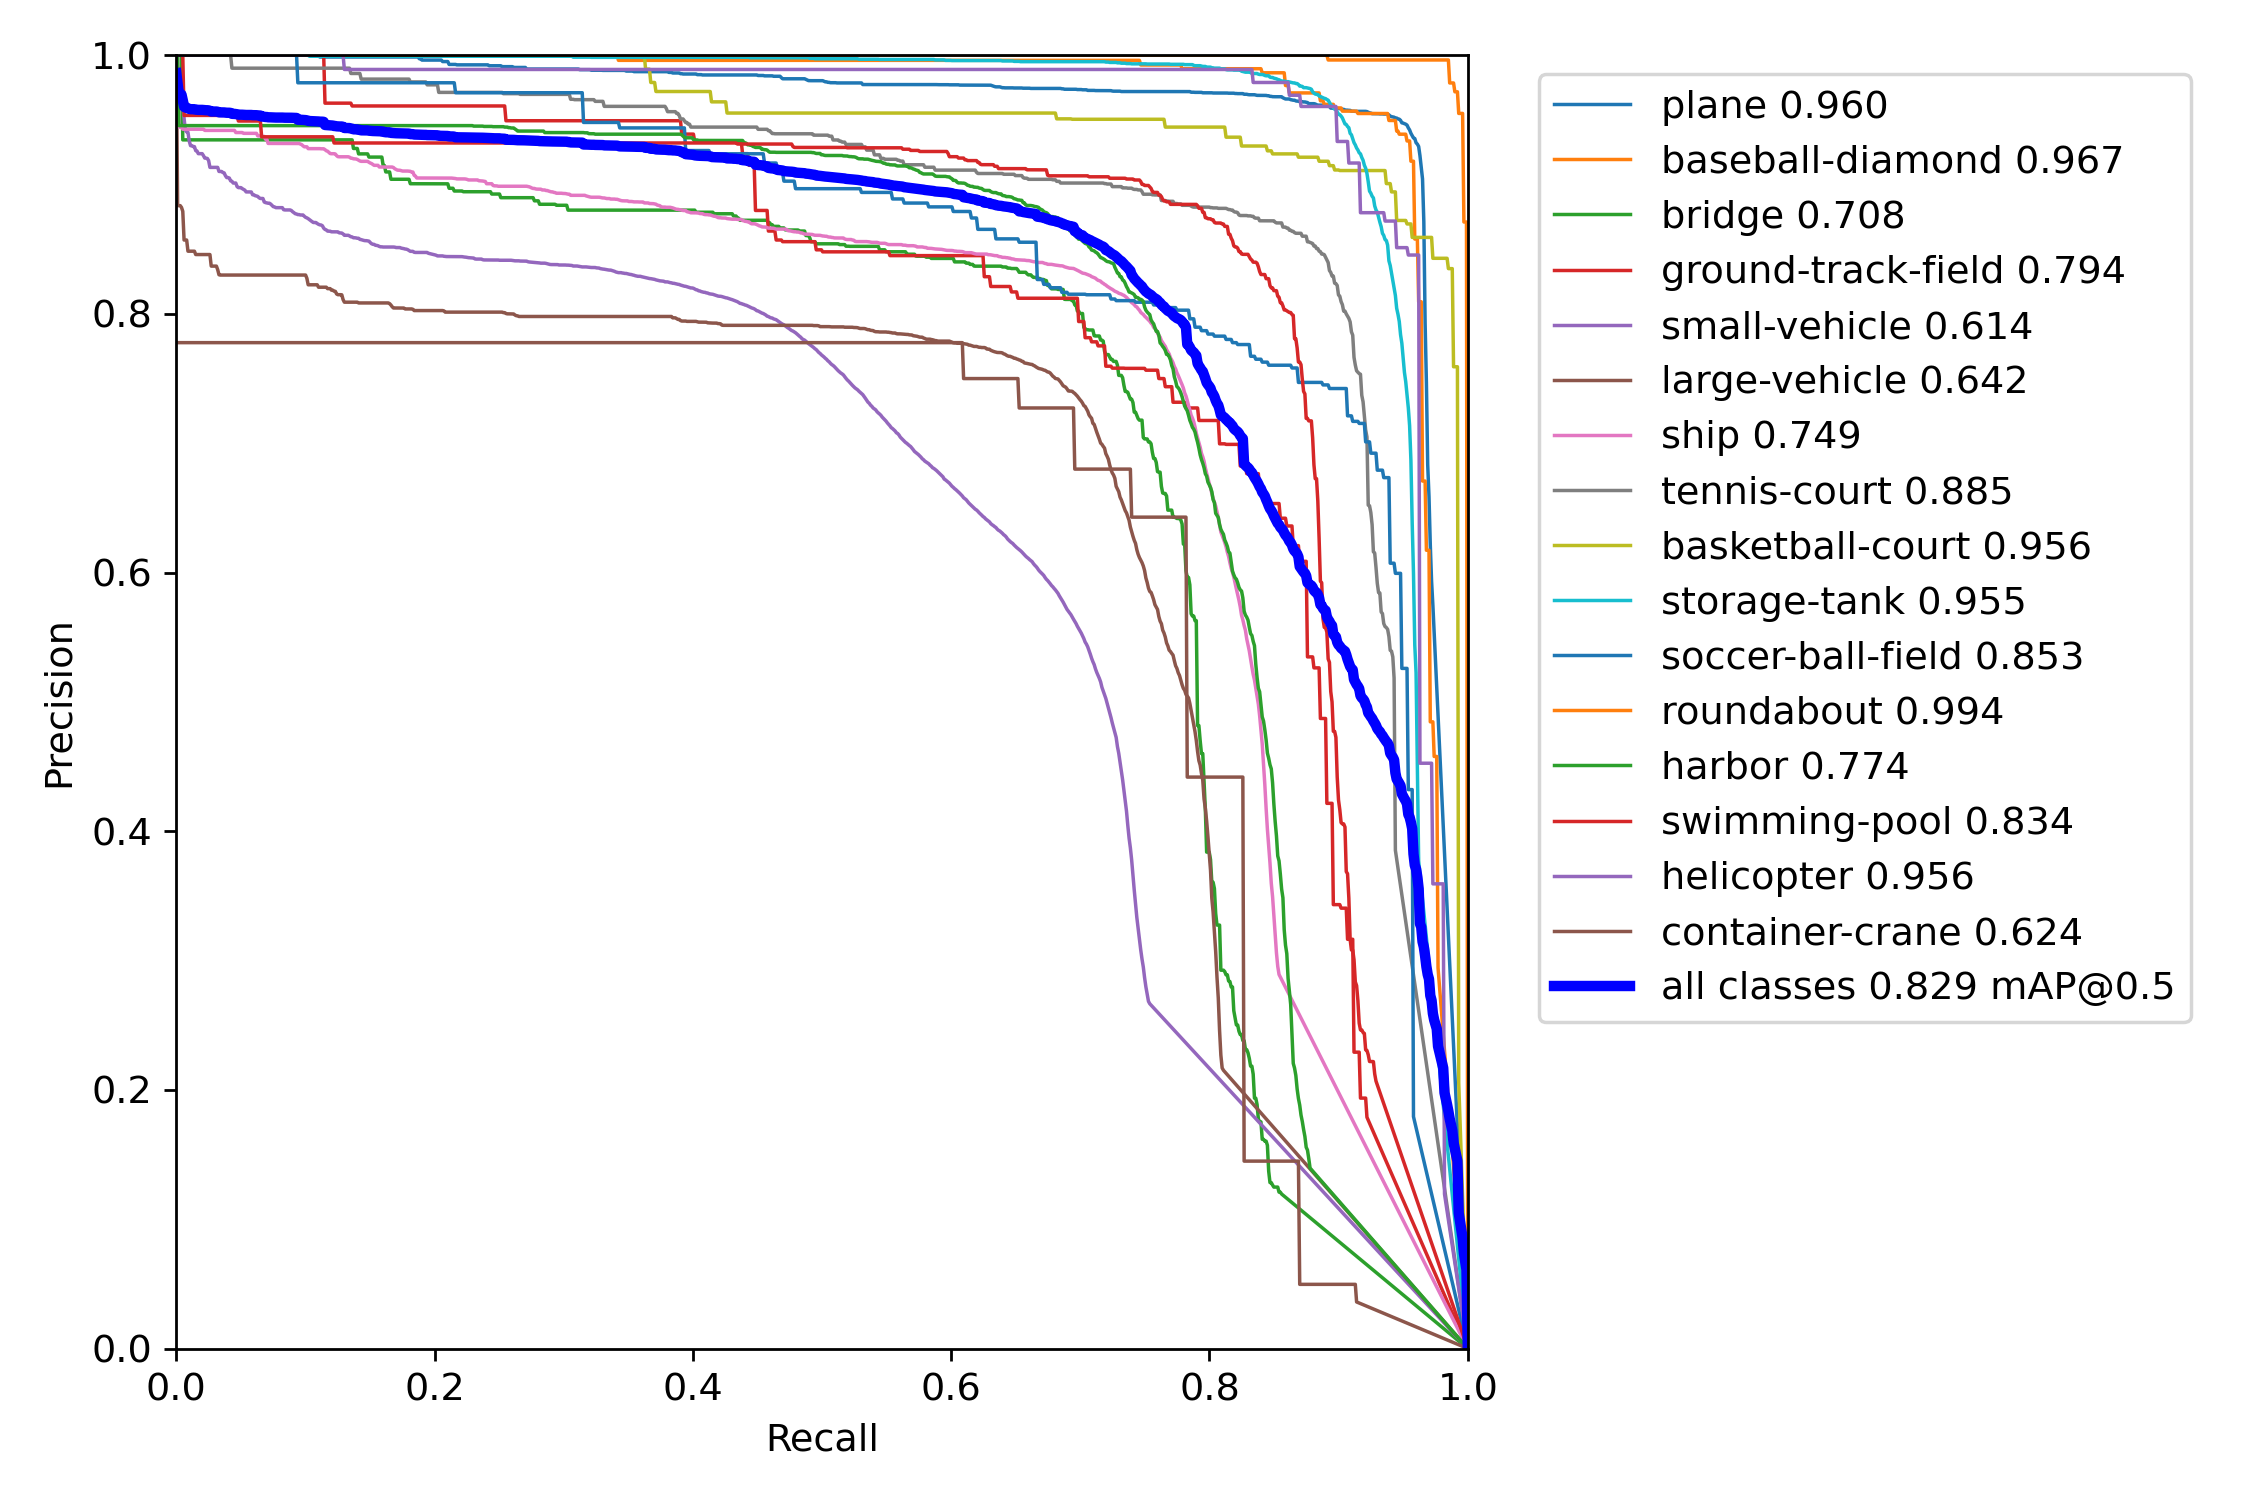 1.0
0.8
0.6
0.4
0.2
0.0
Precision
0.0 0.2 0.4 0.6 0.8 1.0
Recall
plane 0.960
baseball-diamond 0.967
bridge 0.708
ground-track-field 0.794
small-vehicle 0.614
large-vehicle 0.642
ship 0.749
tennis-court 0.885
basketball-court 0.956
storage-tank 0.955
soccer-ball-field 0.853
roundabout 0.994
harbor 0.774
swimming-pool 0.834
helicopter 0.956
container-crane 0.624
all classes 0.829 mAP@0.5